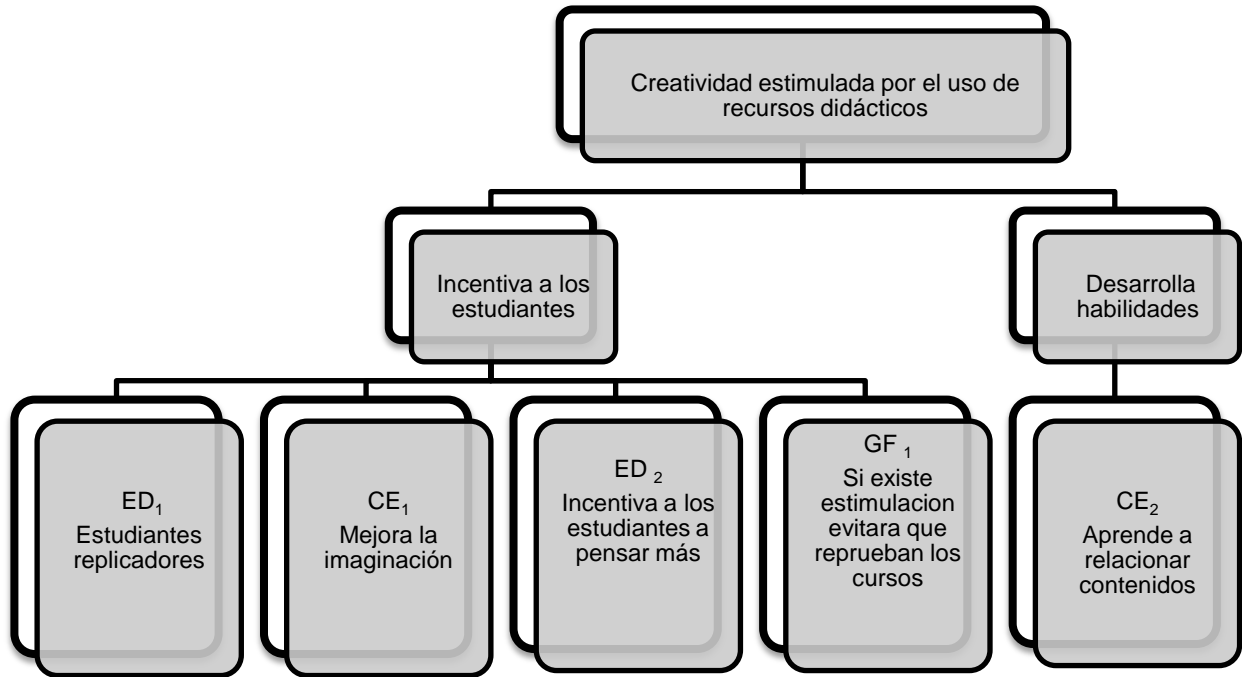 Creatividad estimulada por el uso de
recursos didácticos
Incentiva a los
estudiantes
Desarrolla
habilidades
ED₁
Estudiantes
replicadores
CE₁
Mejora la
imaginación
ED ₂
Incentiva a los
estudiantes a
pensar más
GF ₁
Si existe
estimulacion
evitara que
reprueban los
cursos
CE₂
Aprende a
relacionar
contenidos